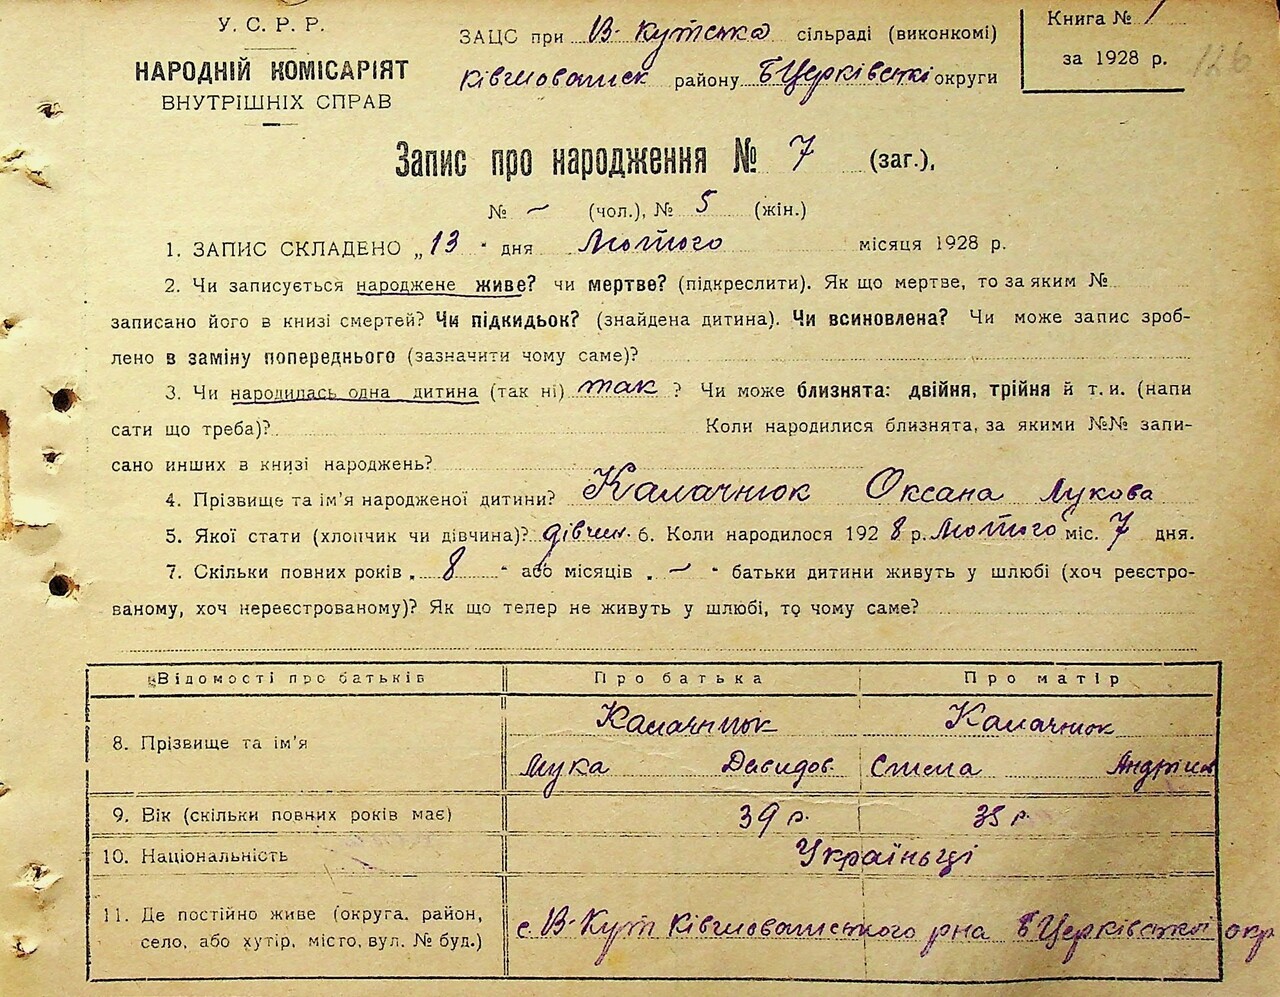 У. С. Р. Р.
НАРОДНІЙ КОМІСАРІЯТ
ВНУТРІШНІХ СПРАВ
ЗАЦС при В-Кутська сільраді (виконкомі)
району Б Церківської округи
Книга № 1
за 1928 р.
126
Запис про народження № 7 (заг.),
№ – (чол.), № 5 (жін.)
1. ЗАПИС СКЛАДЕНО „13" дня Лютого місяця 1928 р.
2. Чи записується народжене живе? чи мертве? (підкреслити). Як що мертве, то за яким №
записано його в книзі смертей? Чи підкидьок? (знайдена дитина). Чи всиновлена? Чи може запис зроб-
лено в заміну попереднього (зазначити чому саме)?
3. Чи народилась одна дитина (так ні) так ? Чи може близнята: двійня, трійня й т. и. (напи
сати що треба)? Коли народилися близнята, за якими №№ запи-
сано инших в книзі народжень?
4. Прізвище та ім'я народженої дитини? Калачнюк Оксана Лукова
5. Якої стати (хлопчик чи дівчина)? дівчин. 6. Коли народилося 1928 р. Лютого міс. 7 дня.
7. Скільки повних років „ 8 " або місяців „ – " батьки дитини живуть у шлюбі (хоч реєстро-
ваному, хоч нереєстрованому)? Як що тепер не живуть у шлюбі, то чому саме?
Відомості про батьків Про батька Про матір
8. Прізвище та ім'я Калачнюк Калачнюк
Лука Давидов. Андріів
9. Вік (скільки повних років має) 39 р. 35 р.
10. Національність Україньці
11. Де постійно живе (округа, район,
село, або хутір, місто, вул. № буд.) с. В-Кут рна Б Церківської окр